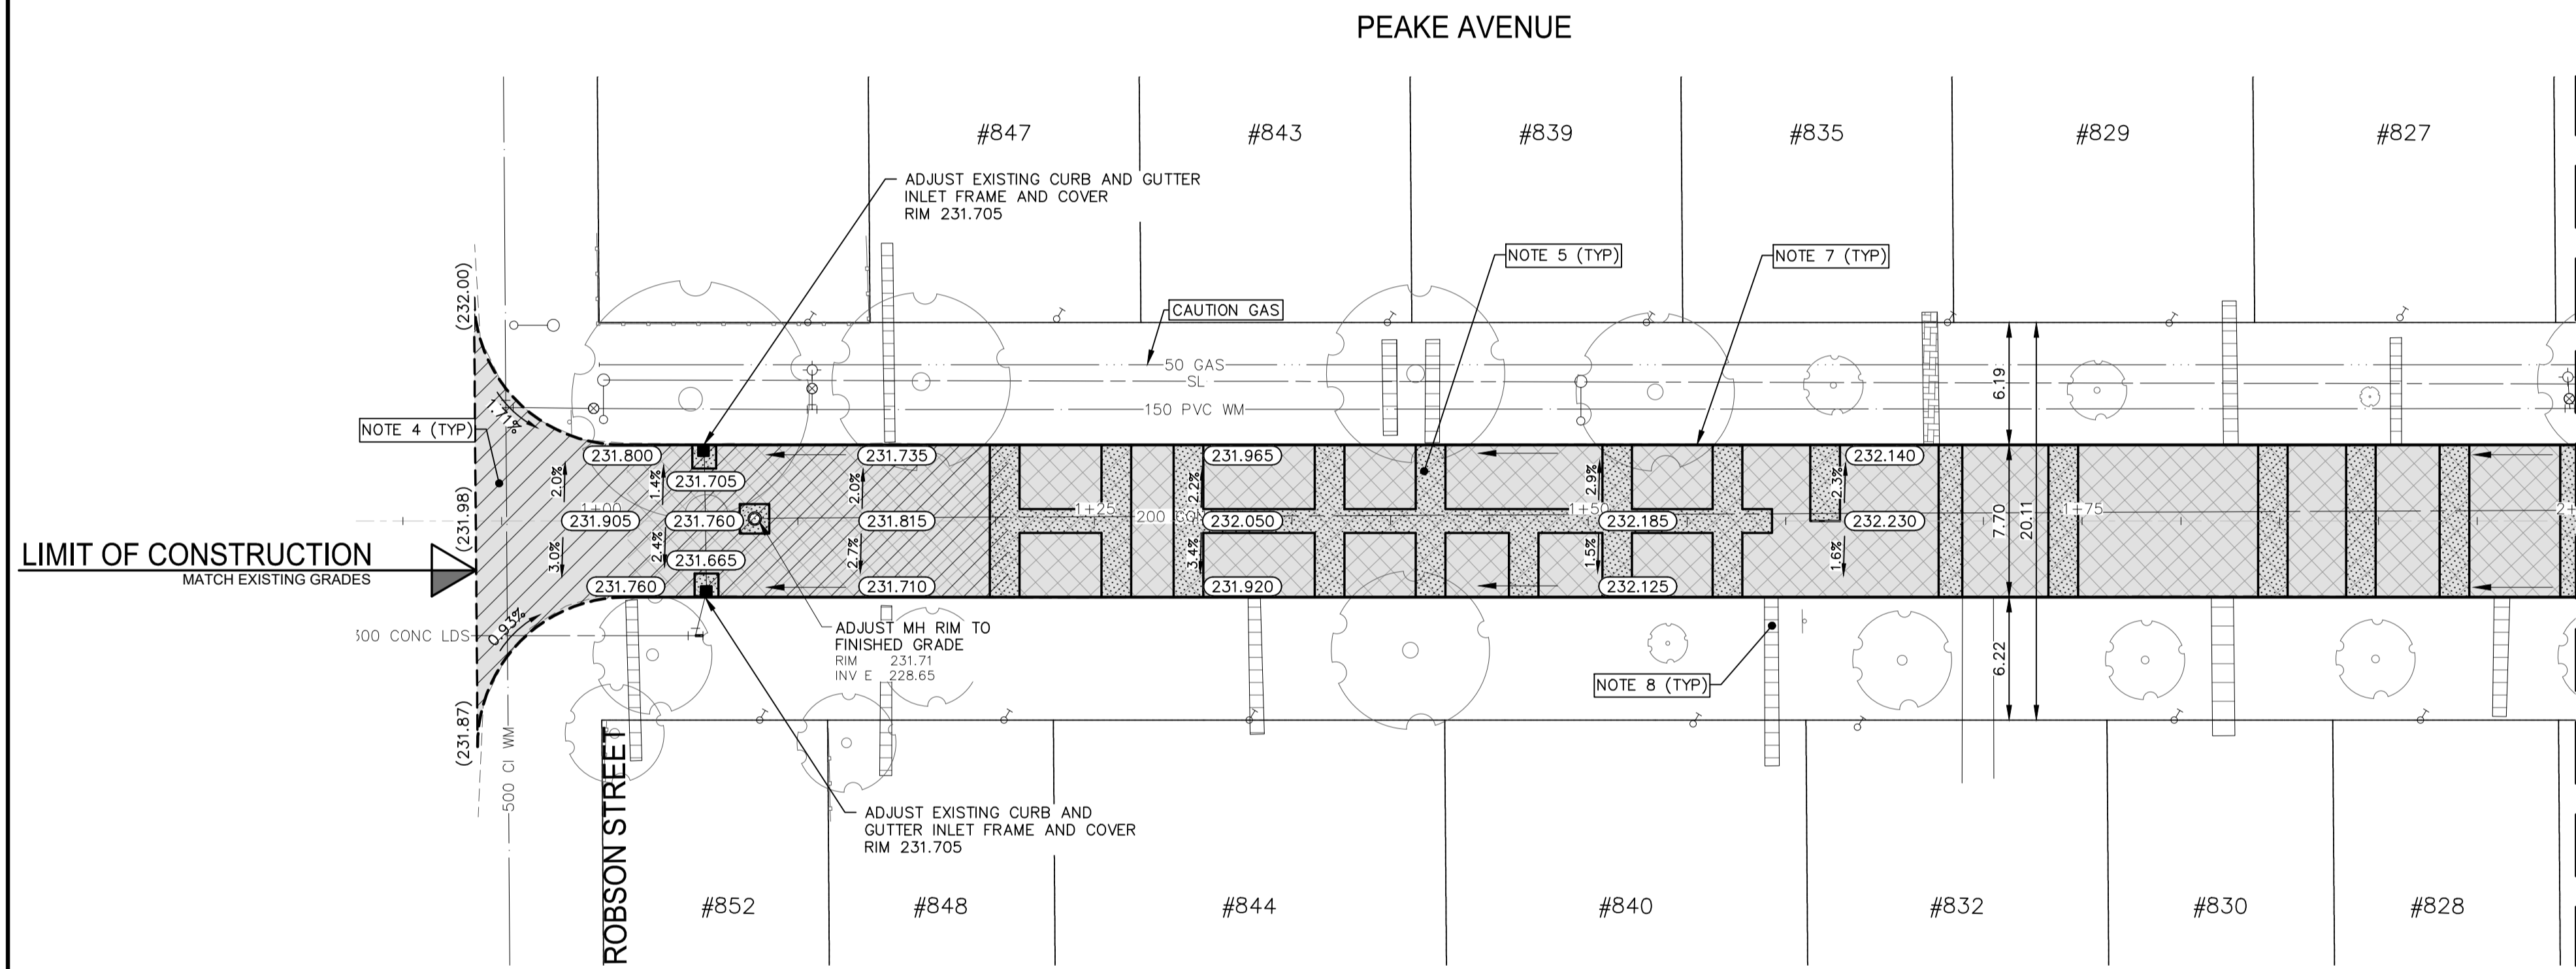 PEAKE AVENUE
#847
#843
#839
#835
#829
#827
ADJUST EXISTING CURB AND GUTTER
INLET FRAME AND COVER
RIM 231.705
NOTE 5 (TYP)
NOTE 7 (TYP)
CAUTION GAS
(232.00)
50 GAS
SL
150 PVC WM
6.19
NOTE 4 (TYP)
1.71%
231.800
231.735
231.965
232.140
2.0%
1.4%
231.705
2.0%
2.2%
2.9%
2.3%
(231.98)
1+00
1+25
200
1+50
1+75
231.905
231.760
231.815
232.050
232.185
232.230
7.70
20.11
LIMIT OF CONSTRUCTION
MATCH EXISTING GRADES
3.0%
2.4%
231.665
2.7%
3.4%
1.5%
1.6%
231.760
231.710
231.920
232.125
0.93%
CONC LDS
ADJUST MH RIM TO
FINISHED GRADE
RIM 231.71
INV E 228.65
6.22
NOTE 8 (TYP)
(231.87)
500 CI WM
ROBSON STREET
ADJUST EXISTING CURB AND
GUTTER INLET FRAME AND COVER
RIM 231.705
#852
#848
#844
#840
#832
#830
#828